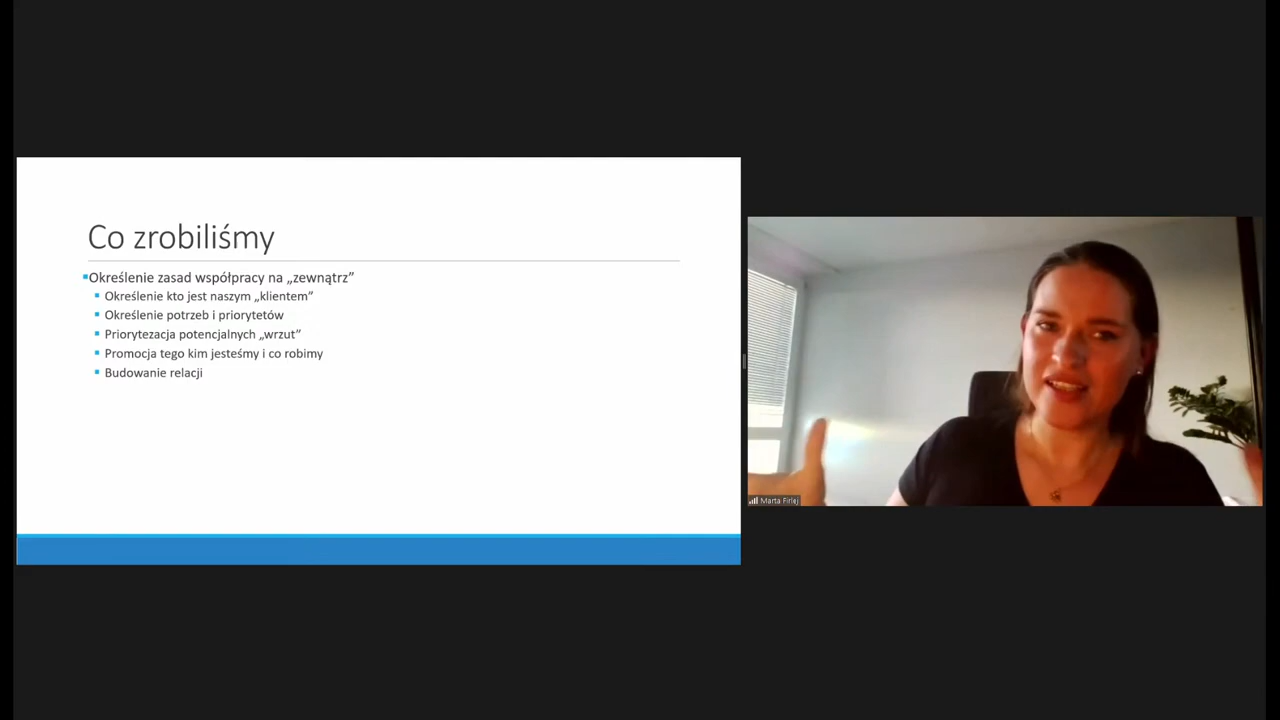 Co zrobiliśmy
Określenie zasad współpracy na „zewnątrz”
Określenie kto jest naszym „klientem”
Określenie potrzeb i priorytetów
Priorytezacja potencjalnych „wrzut”
Promocja tego kim jesteśmy i co robimy
Budowanie relacji
Marta Firlej